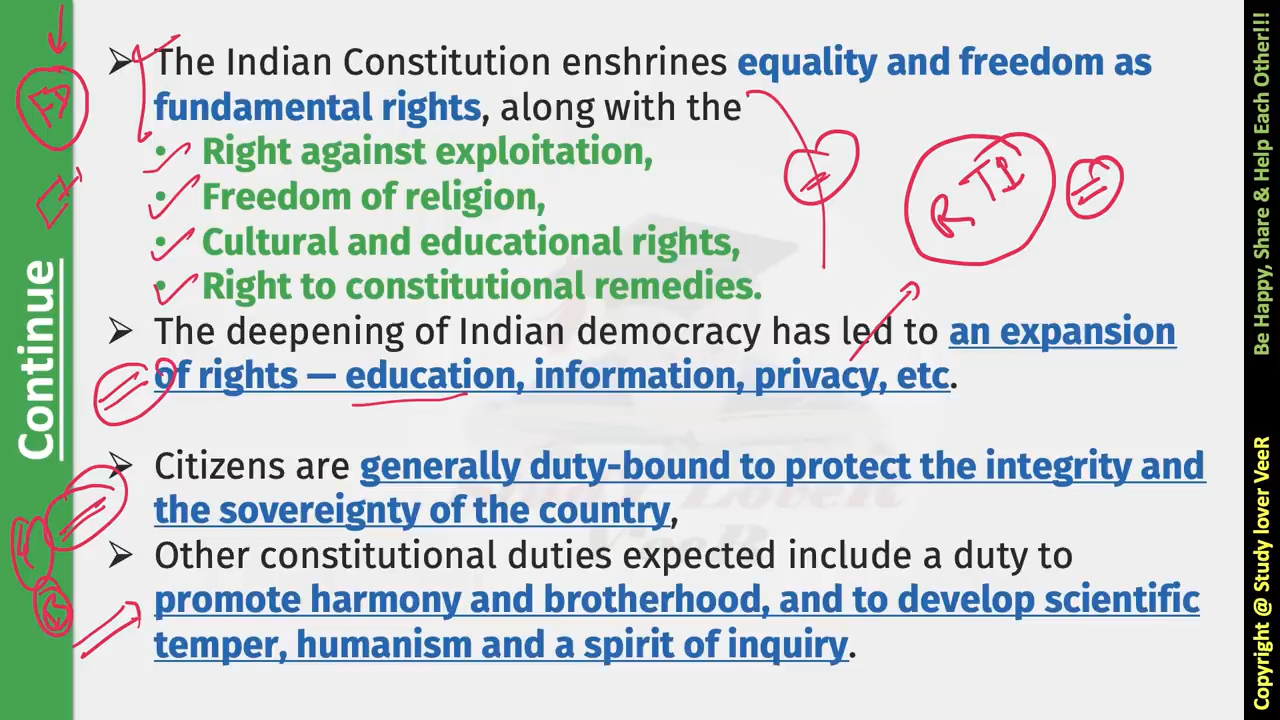 The Indian Constitution enshrines equality and freedom as
fundamental rights, along with the
• Right against exploitation,
• Freedom of religion,
• Cultural and educational rights,
• Right to constitutional remedies.
The deepening of Indian democracy has led to an expansion
of rights — education, information, privacy, etc.
Citizens are generally duty-bound to protect the integrity and
the sovereignty of the country,
Other constitutional duties expected include a duty to
promote harmony and brotherhood, and to develop scientific
temper, humanism and a spirit of inquiry.
RTI
Continue
Be Happy, Share & Help Each Other!!!
Copyright @ Study lover VeeR